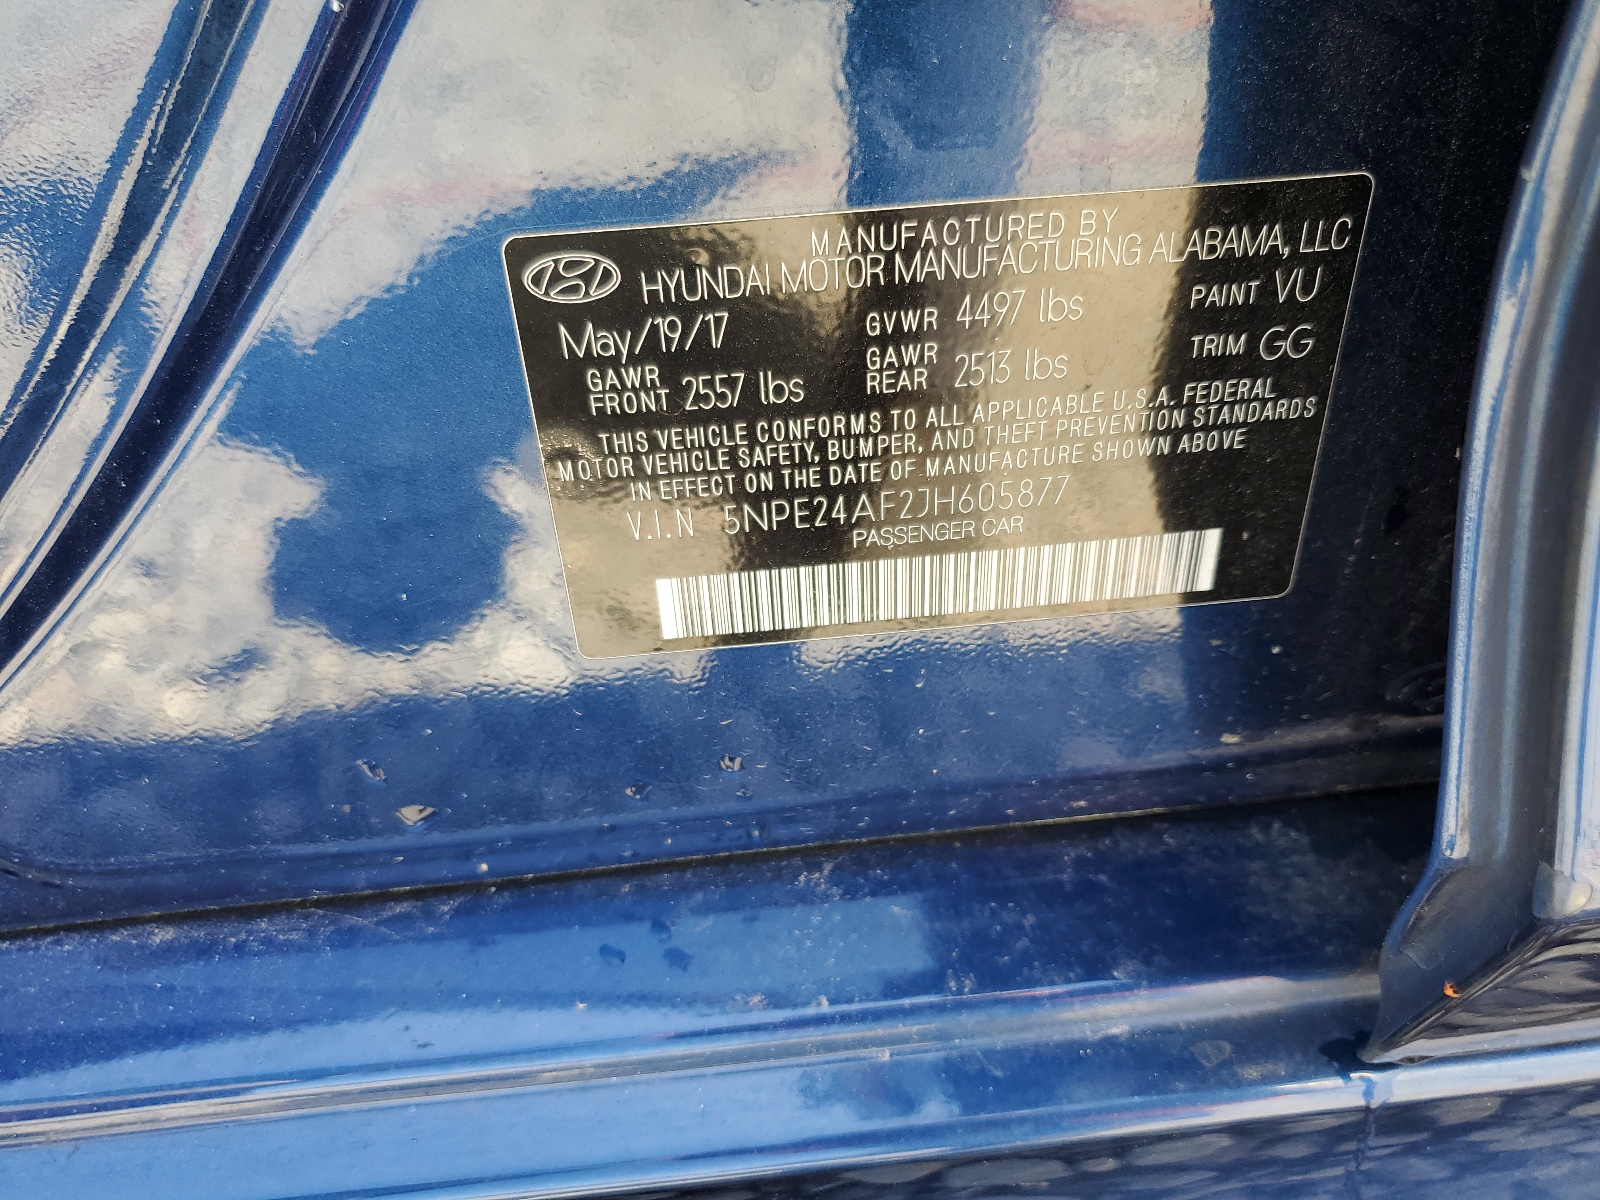 MANUFACTURED BY
HYUNDAI MOTOR MANUFACTURING ALABAMA, LLC
May/19/17 GVWR 4497 lbs PAINT VU
GAWR FRONT 2557 lbs GAWR REAR 2513 lbs TRIM GG
THIS VEHICLE CONFORMS TO ALL APPLICABLE U.S.A. FEDERAL
MOTOR VEHICLE SAFETY, BUMPER, AND THEFT PREVENTION STANDARDS
IN EFFECT ON THE DATE OF MANUFACTURE SHOWN ABOVE
V.I.N 5NPE24AF2JH605877
PASSENGER CAR